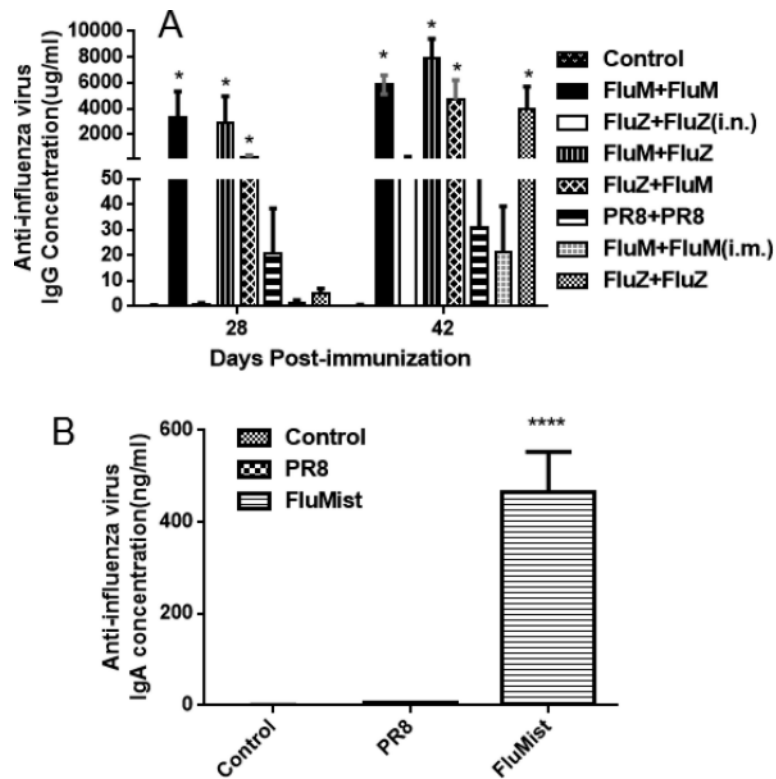 A
Anti-influenza virus
IgG Concentration(ug/ml)
10000
8000
6000
4000
2000
50
40
30
20
10
0
* * * * * * *
28
42
Days Post-immunization
Control
FluM+FluM
FluZ+FluZ(i.n.)
FluM+FluZ
FluZ+FluM
PR8+PR8
FluM+FluM(i.m.)
FluZ+FluZ
B
Anti-influenza virus
IgA concentration(ng/ml)
600
400
200
0
Control
PR8
FluMist
****
Control
PR8
FluMist